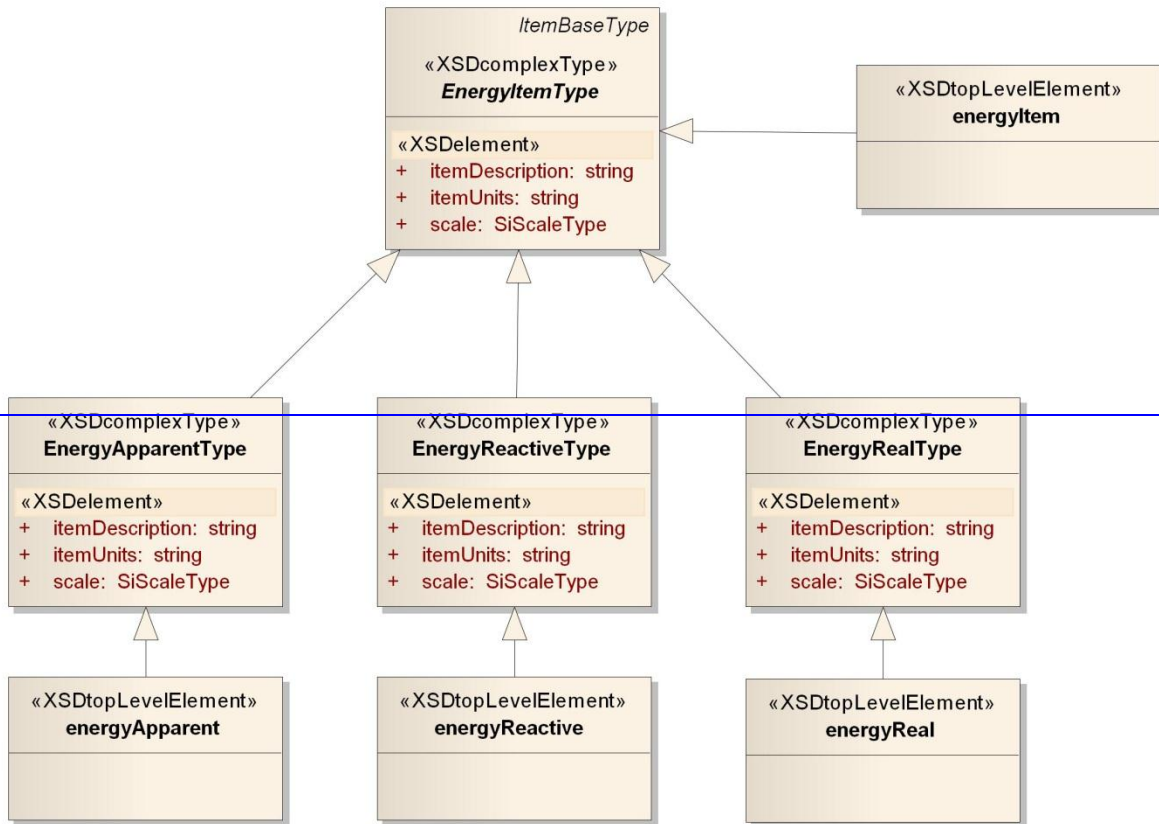 ItemBaseType
«XSDcomplexType»
EnergyItemType
«XSDelement»
+ itemDescription: string
+ itemUnits: string
+ scale: SiScaleType
«XSDtopLevelElement»
energyItem
«XSDcomplexType»
EnergyApparentType
«XSDelement»
+ itemDescription: string
+ itemUnits: string
+ scale: SiScaleType
«XSDcomplexType»
EnergyReactiveType
«XSDelement»
+ itemDescription: string
+ itemUnits: string
+ scale: SiScaleType
«XSDcomplexType»
EnergyRealType
«XSDelement»
+ itemDescription: string
+ itemUnits: string
+ scale: SiScaleType
«XSDtopLevelElement»
energyApparent
«XSDtopLevelElement»
energyReactive
«XSDtopLevelElement»
energyReal